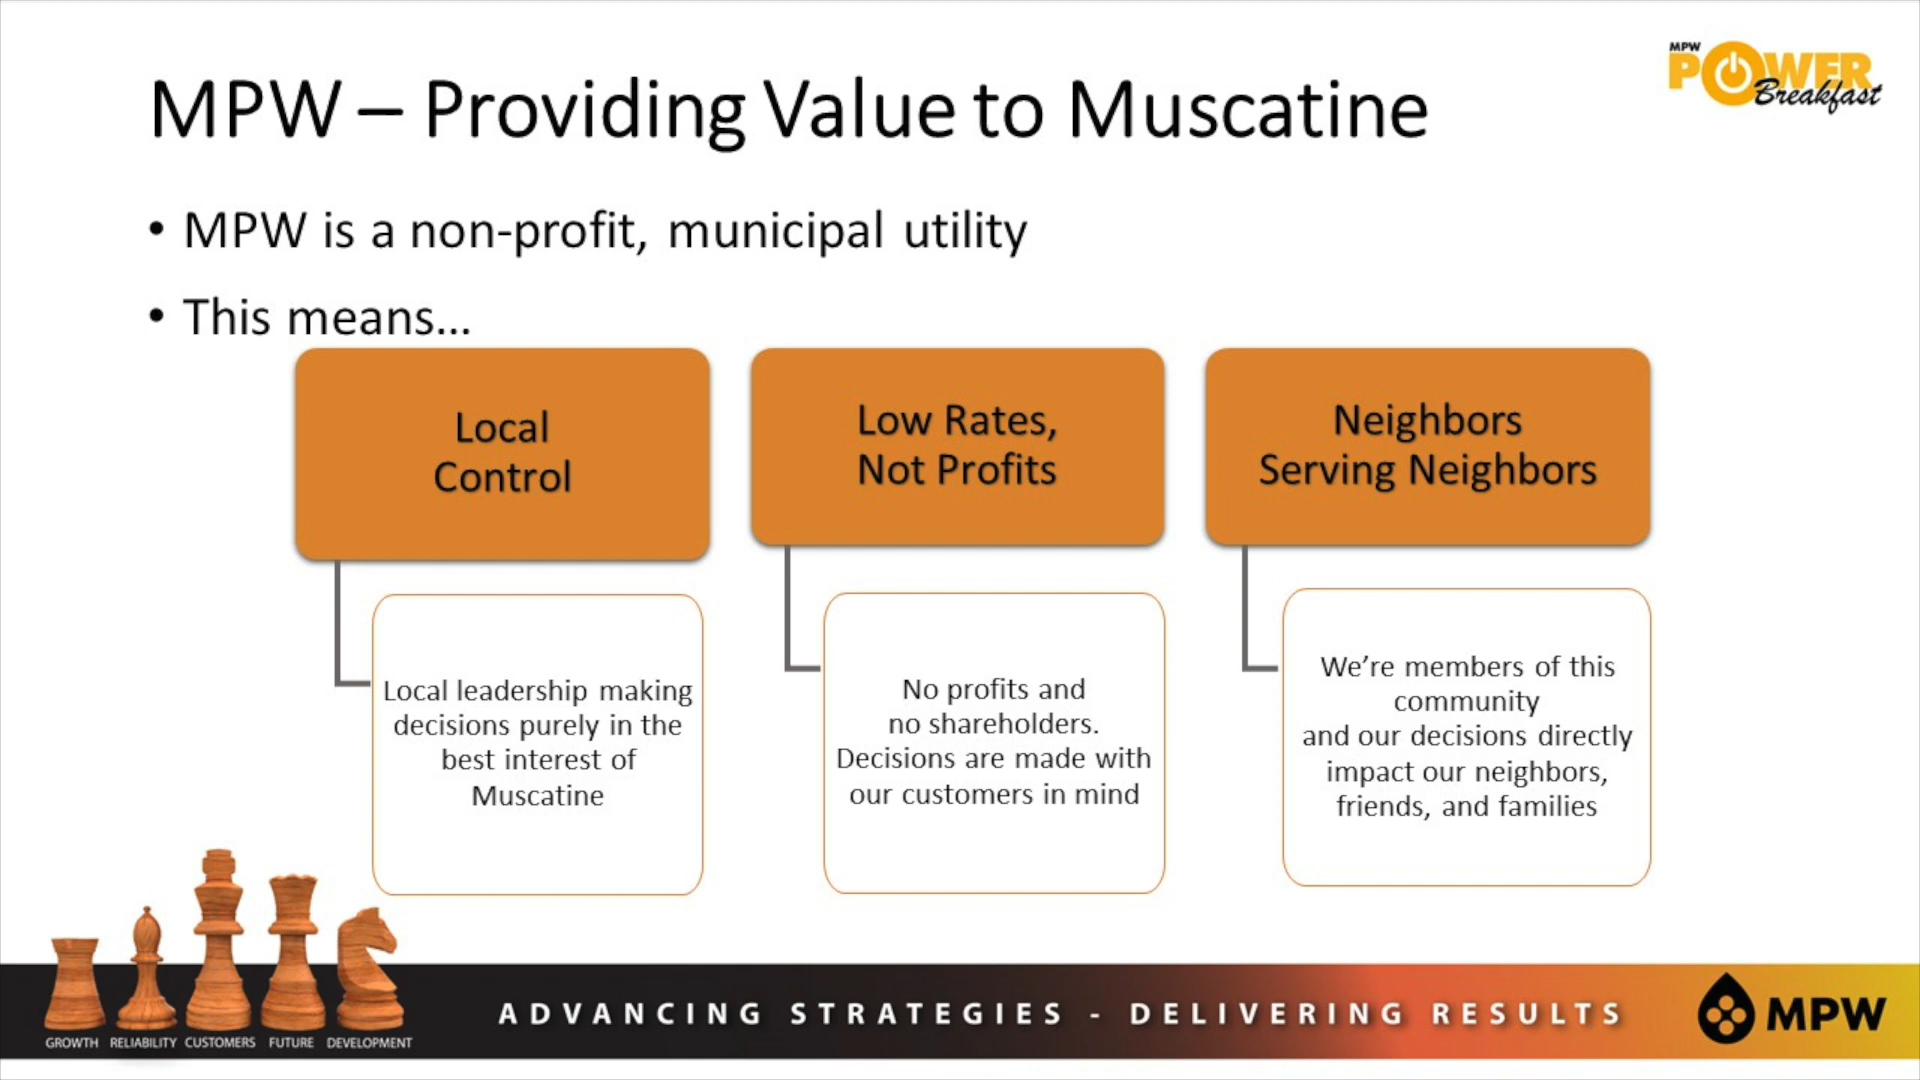 MPW – Providing Value to Muscatine
MPW
POWER
Breakfast
• MPW is a non-profit, municipal utility
• This means...
Local
Control
Local leadership making
decisions purely in the
best interest of
Muscatine
Low Rates,
Not Profits
No profits and
no shareholders.
Decisions are made with
our customers in mind
Neighbors
Serving Neighbors
We’re members of this
community
and our decisions directly
impact our neighbors,
friends, and families
GROWTH RELIABILITY CUSTOMERS FUTURE DEVELOPMENT
ADVANCING STRATEGIES - DELIVERING RESULTS
MPW